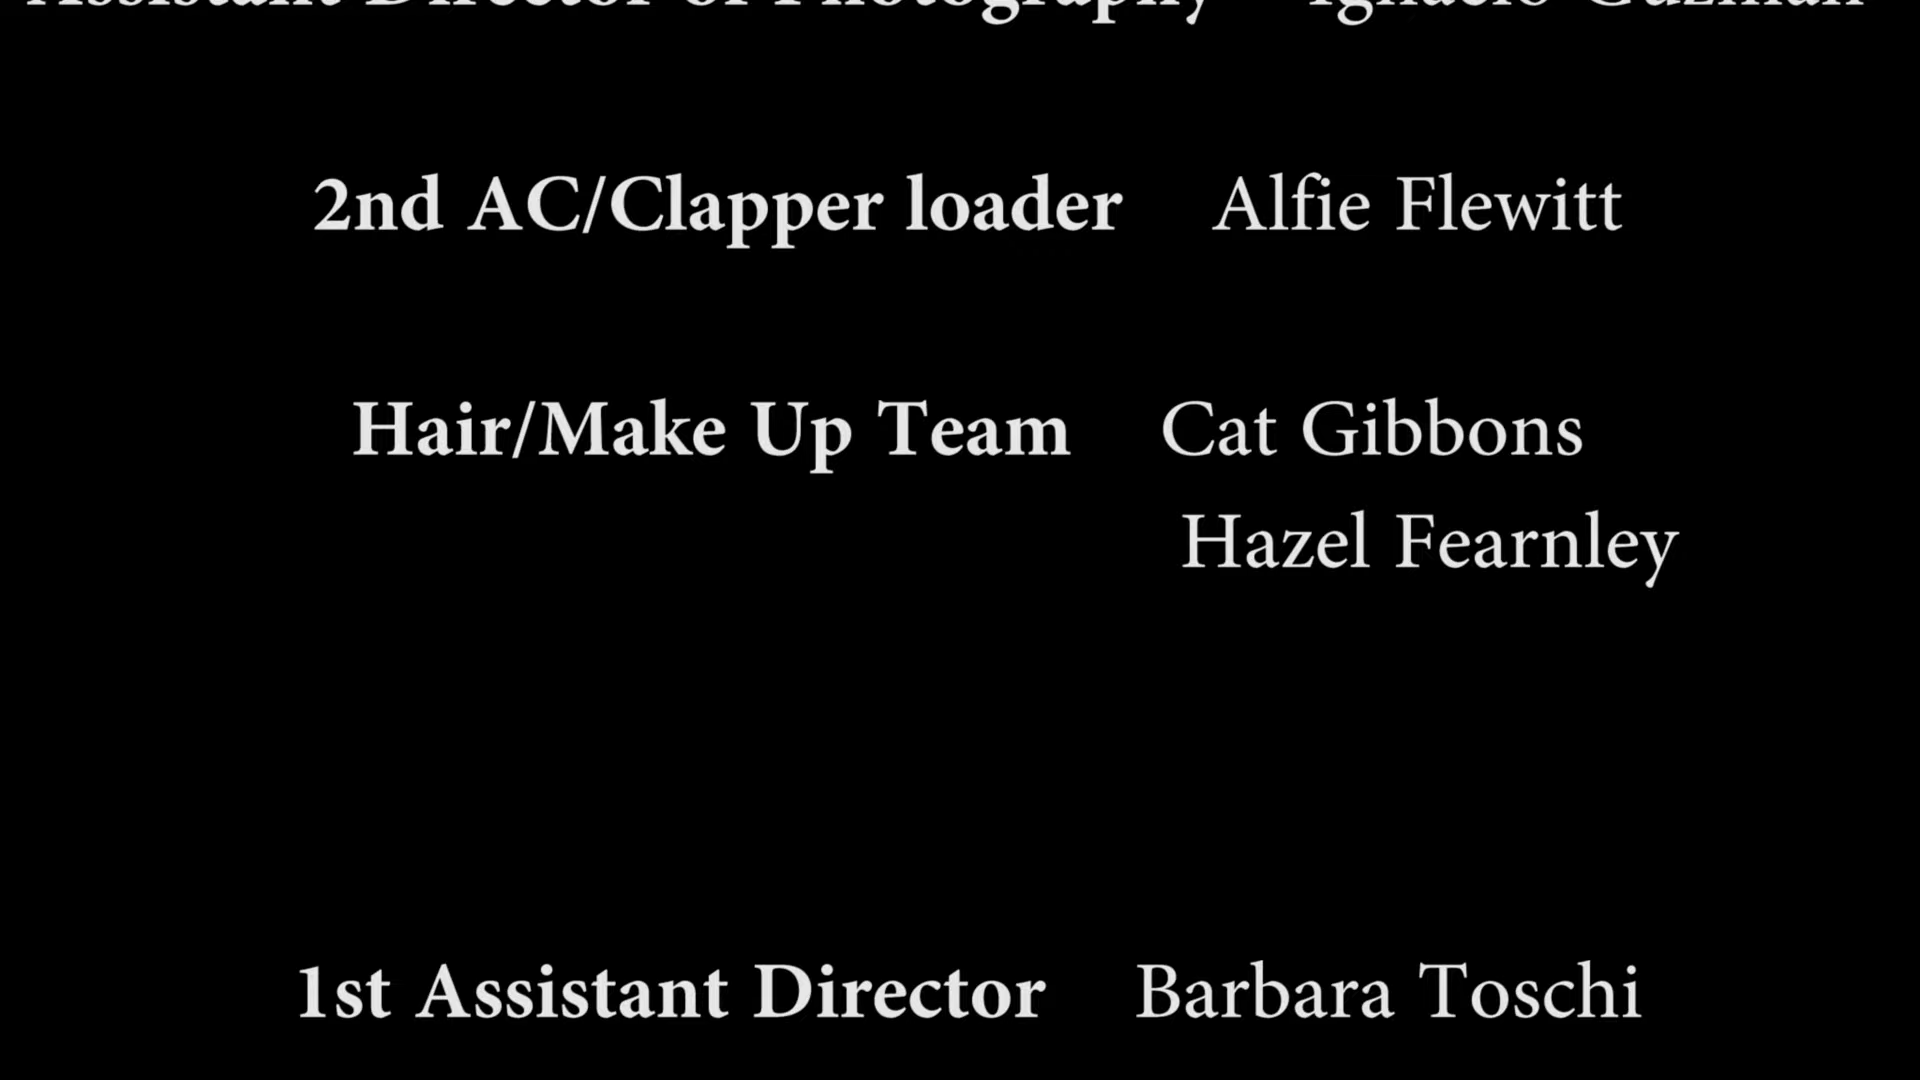 Assistant Director of Photography Ignacio Guzman
2nd AC/Clapper loader Alfie Flewitt
Hair/Make Up Team Cat Gibbons
Hazel Fearnley
1st Assistant Director Barbara Toschi